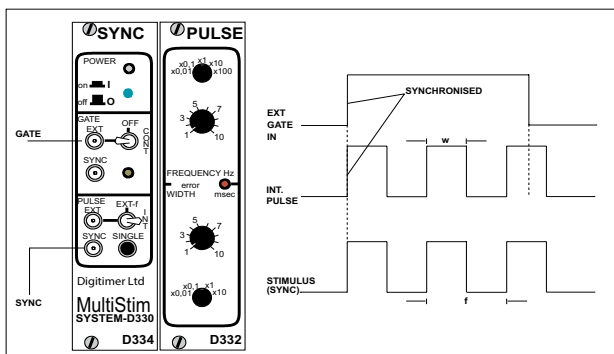 SYNC
POWER
on I
off O
GATE
EXT
OFF
CONT
SYNC
PULSE
EXT
EXT-f
INT
SYNC
SINGLE
Digitimer Ltd
MultiStim
SYSTEM-D330
D334
GATE
SYNC
PULSE
x0,01 x0,1 x1 x10 x100
1 3 5 7 10
FREQUENCY Hz
error
WIDTH
msec
1 3 5 7 10
x0,01 x0,1 x1 x10
D332
EXT
GATE
IN
SYNCHRONISED
w
INT.
PULSE
STIMULUS
(SYNC)
f